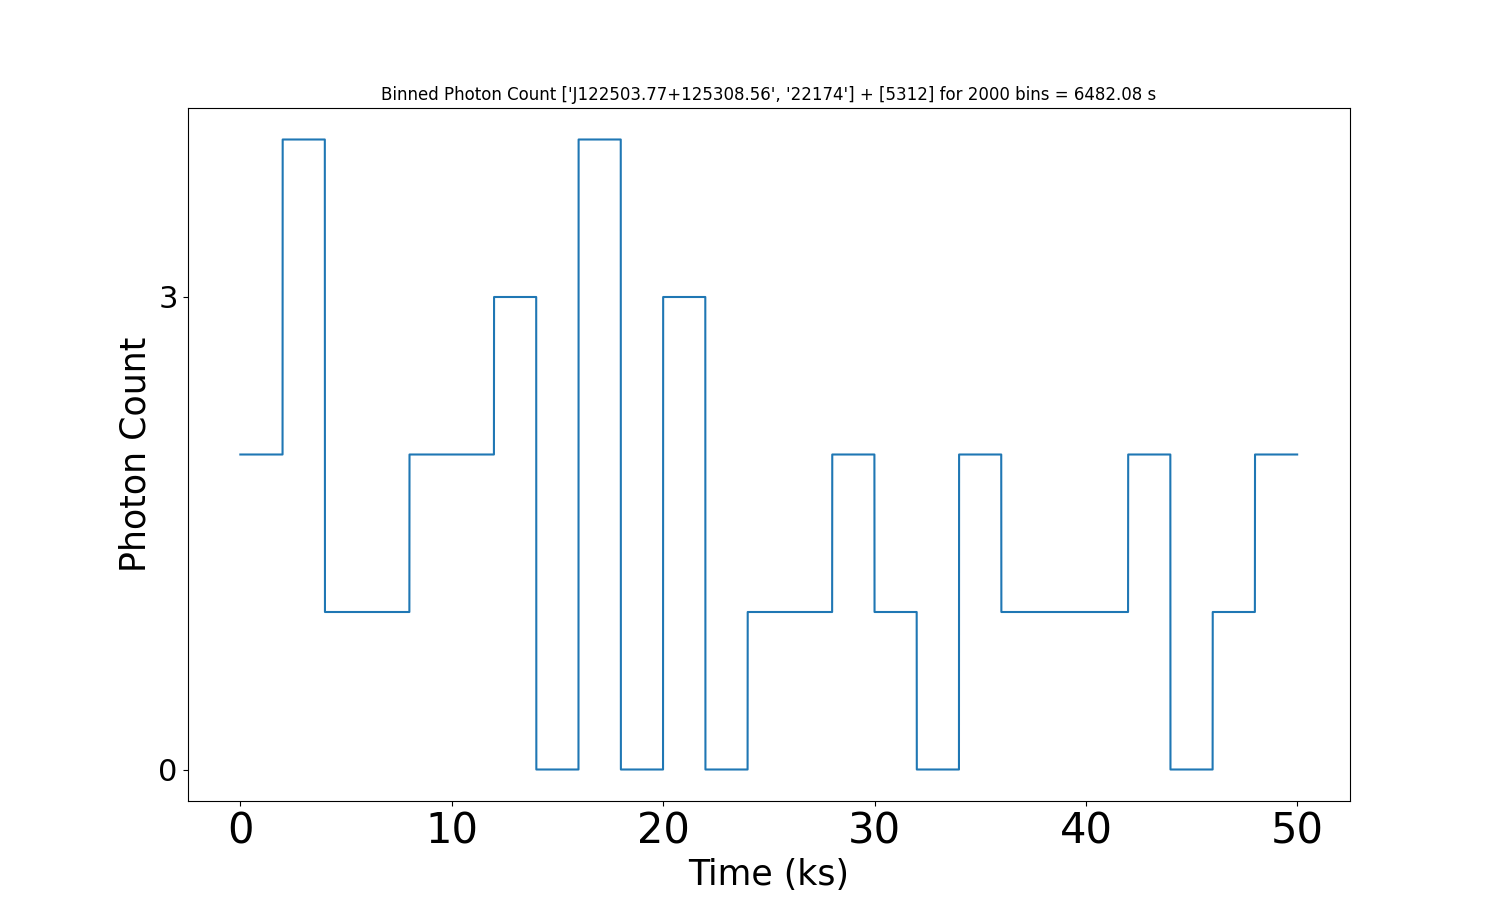 Binned Photon Count ['J122503.77+125308.56', '22174'] + [5312] for 2000 bins = 6482.08 s
Photon Count
3
0
0 10 20 30 40 50
Time (ks)